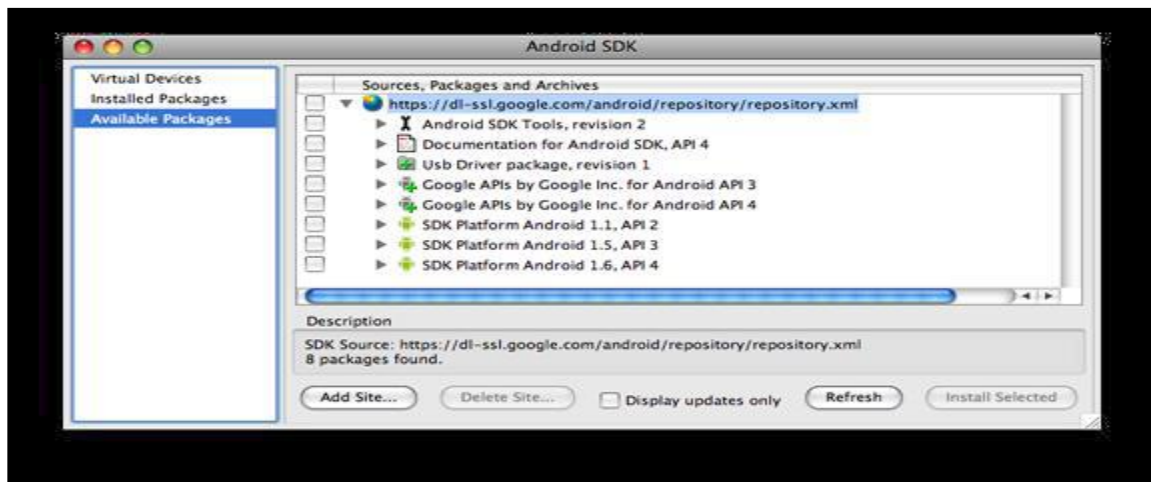 Android SDK
Virtual Devices
Installed Packages
Available Packages
Sources, Packages and Archives
https://dl-ssl.google.com/android/repository/repository.xml
Android SDK Tools, revision 2
Documentation for Android SDK, API 4
Usb Driver package, revision 1
Google APIs by Google Inc. for Android API 3
Google APIs by Google Inc. for Android API 4
SDK Platform Android 1.1, API 2
SDK Platform Android 1.5, API 3
SDK Platform Android 1.6, API 4
Description
SDK Source: https://dl-ssl.google.com/android/repository/repository.xml
8 packages found.
Add Site... Delete Site... Display updates only Refresh Install Selected